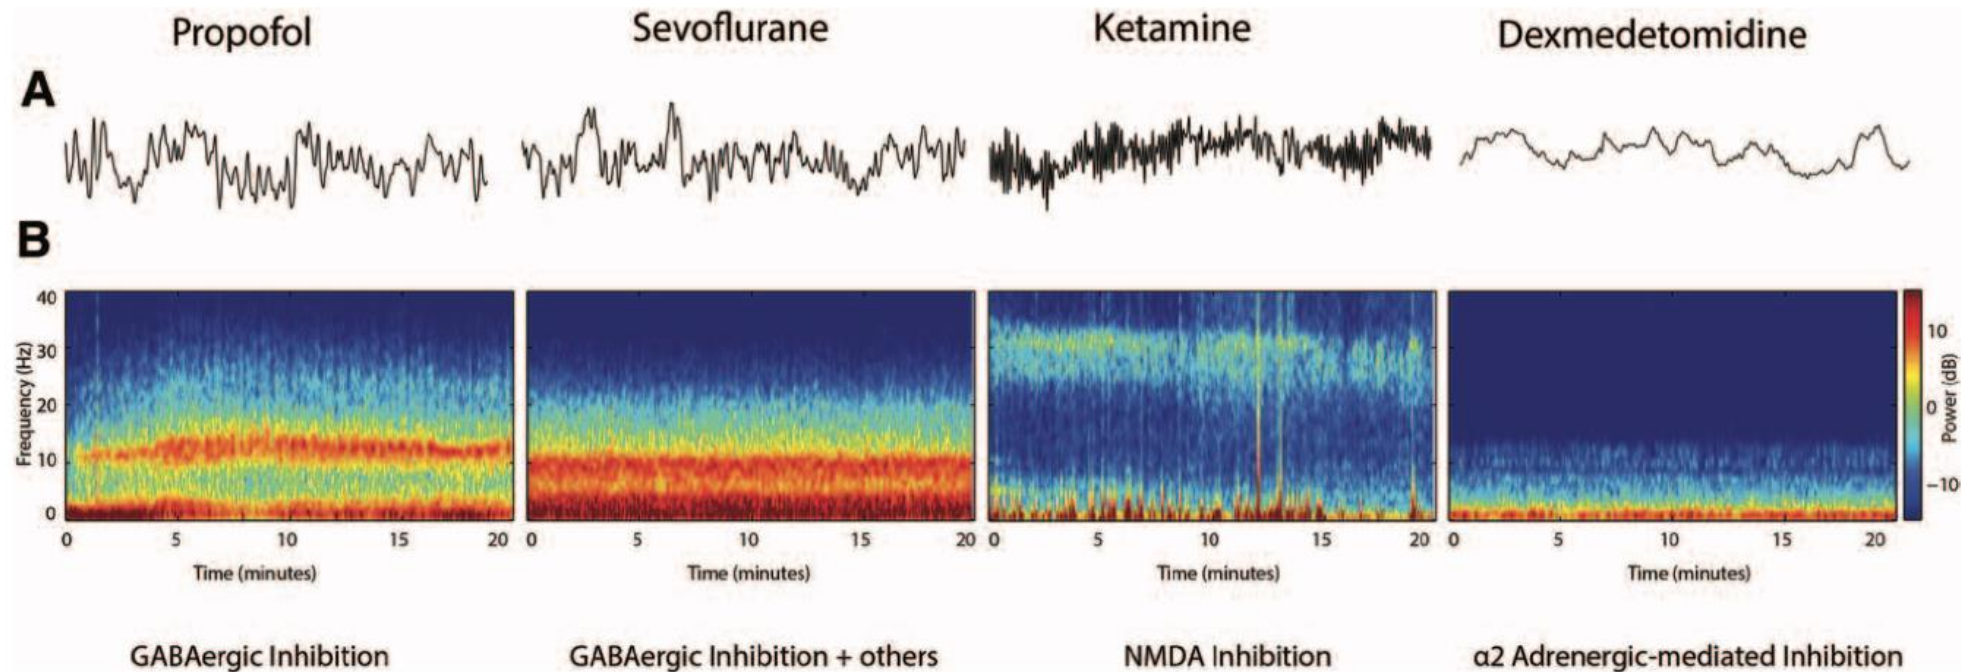 Propofol Sevoflurane Ketamine Dexmedetomidine
A
B
40
30
20
10
0
Frequency (Hz)
0 5 10 15 20
0 5 10 15 20
0 5 10 15 20
0 5 10 15 20
10
0
−10
Power (dB)
Time (minutes) Time (minutes) Time (minutes) Time (minutes)
GABAergic Inhibition GABAergic Inhibition + others NMDA Inhibition α2 Adrenergic-mediated Inhibition